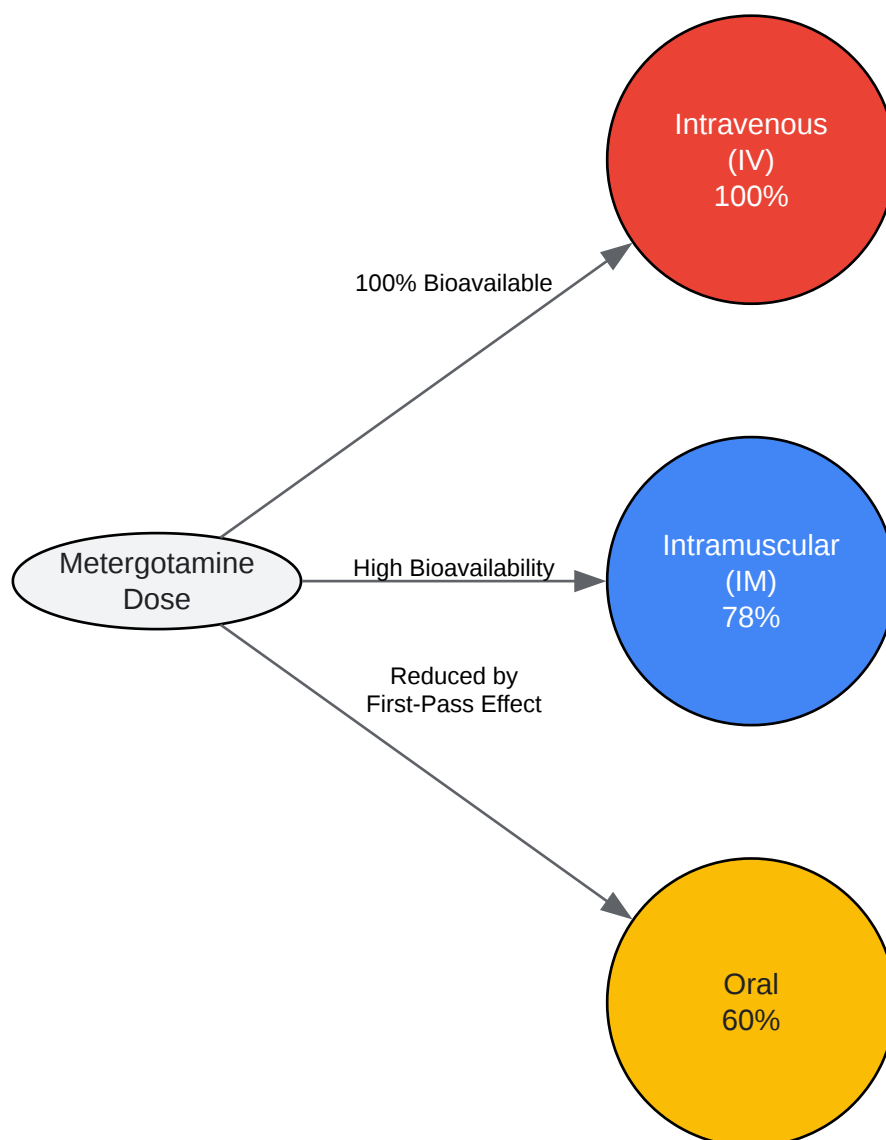 Intravenous
(IV)
100%
100% Bioavailable
Metergotamine
Dose
High Bioavailability
Intramuscular
(IM)
78%
Reduced by
First-Pass Effect
Oral
60%